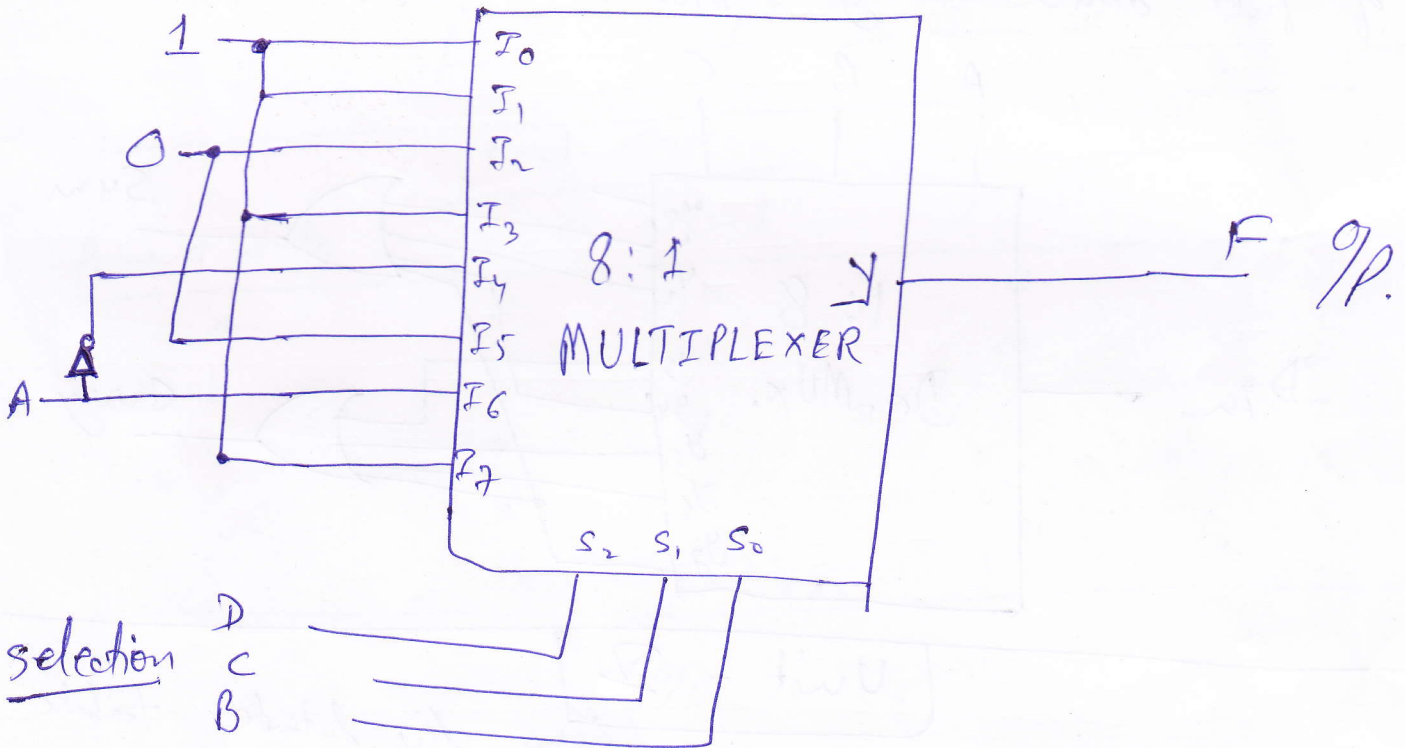 1
I0
I1
0
I2
I3
8:1
Y
F
O/P.
I4
I5
MULTIPLEXER
A
I6
I7
S2 S1 S0
D
selection
C
B